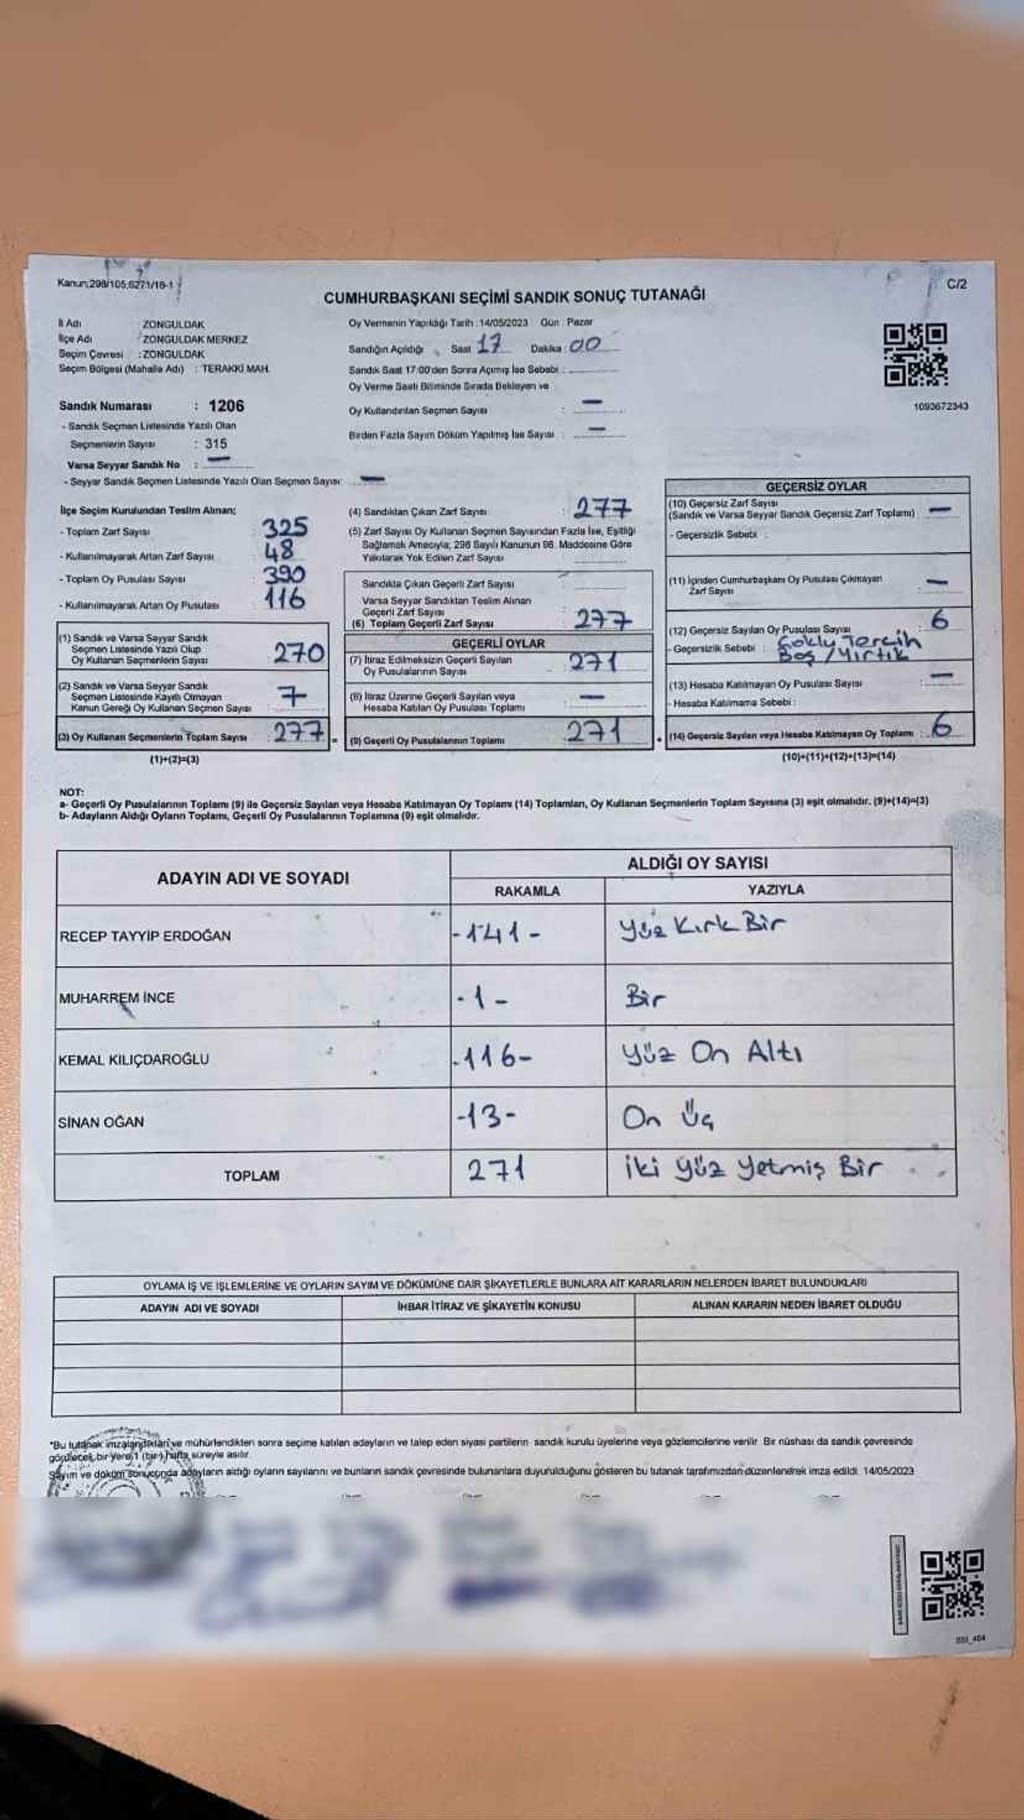 Kanun;298/105;6271/18-1
C/2
CUMHURBAŞKANI SEÇİMİ SANDIK SONUÇ TUTANAĞI
İl Adı : ZONGULDAK
İlçe Adı : ZONGULDAK MERKEZ
Seçim Çevresi : ZONGULDAK
Seçim Bölgesi (Mahalle Adı) : TERAKKİ MAH.
Sandık Numarası : 1206
- Sandık Seçmen Listesinde Yazılı Olan
Seçmenlerin Sayısı : 315
Varsa Seyyar Sandık No : —
- Seyyar Sandık Seçmen Listesinde Yazılı Olan Seçmen Sayısı: —
Oy Vermenin Yapıldığı Tarih :14/05/2023 Gün : Pazar
Sandığın Açıldığı Saat 17 Dakika :00
Sandık Saat 17:00'den Sonra Açımış İse Sebebi :
Oy Verme Saati Bitiminde Sırada Bekleyen ve
Oy Kullandırılan Seçmen Sayısı : —
Birden Fazla Sayım Döküm Yapılmış İse Sayısı : —
1093672343
İlçe Seçim Kurulundan Teslim Alınan;
- Toplam Zarf Sayısı 325
- Kullanılmayarak Artan Zarf Sayısı 48
- Toplam Oy Pusulası Sayısı 390
- Kullanılmayarak Artan Oy Pusulası 116
(1) Sandık ve Varsa Seyyar Sandık
Seçmen Listesinde Yazılı Olup
Oy Kullanan Seçmenlerin Sayısı : 270
(2) Sandık ve Varsa Seyyar Sandık
Seçmen Listesinde Kayıtlı Olmayan
Kanun Gereği Oy Kullanan Seçmen Sayısı 7
(3) Oy Kullanan Seçmenlerin Toplam Sayısı : 277
(1)+(2)=(3)
(4) Sandıktan Çıkan Zarf Sayısı : 277
(5) Zarf Sayısı Oy Kullanan Seçmen Sayısından Fazla İse, Eşitliği
Sağlamak Amacıyla; 298 Sayılı Kanunun 98. Maddesine Göre
Yakılarak Yok Edilen Zarf Sayısı
Sandıkta Çıkan Geçerli Zarf Sayısı :
Varsa Seyyar Sandıktan Teslim Alınan
Geçerli Zarf Sayısı
(6) Toplam Geçerli Zarf Sayısı : 277
GEÇERLİ OYLAR
(7) İtiraz Edilmeksizin Geçerli Sayılan
Oy Pusulalarının Sayısı : 271
(8) İtiraz Üzerine Geçerli Sayılan veya
Hesaba Katılan Oy Pusulası Toplamı : —
(9) Geçerli Oy Pusulalarının Toplamı : 271
GEÇERSİZ OYLAR
(10) Geçersiz Zarf Sayısı
(Sandık ve Varsa Seyyar Sandık Geçersiz Zarf Toplamı) : —
- Geçersizlik Sebebi :
(11) İçinden Cumhurbaşkanı Oy Pusulası Çıkmayan
Zarf Sayısı : —
(12) Geçersiz Sayılan Oy Pusulası Sayısı : 6
- Geçersizlik Sebebi : Çoklu Tercih
Boş / Yırtık
(13) Hesaba Katılmayan Oy Pusulası Sayısı : —
- Hesaba Katılmama Sebebi :
(14) Geçersiz Sayılan veya Hesaba Katılmayan Oy Toplamı : 6
(10)+(11)+(12)+(13)=(14)
NOT:
a- Geçerli Oy Pusulalarının Toplamı (9) ile Geçersiz Sayılan veya Hesaba Katılmayan Oy Toplamı (14) Toplamları, Oy Kullanan Seçmenlerin Toplam Sayısına (3) eşit olmalıdır. (9)+(14)=(3)
b- Adayların Aldığı Oyların Toplamı, Geçerli Oy Pusulalarının Toplamına (9) eşit olmalıdır.
ADAYIN ADI VE SOYADI ALDIĞI OY SAYISI
RAKAMLA YAZIYLA
RECEP TAYYİP ERDOĞAN -141- Yüz Kırk Bir
MUHARREM İNCE -1- Bir
KEMAL KILIÇDAROĞLU -116- Yüz On Altı
SİNAN OĞAN -13- On Üç
TOPLAM 271 İki Yüz Yetmiş Bir
OYLAMA İŞ VE İŞLEMLERİNE VE OYLARIN SAYIM VE DÖKÜMÜNE DAİR ŞİKAYETLERLE BUNLARA AİT KARARLARIN NELERDEN İBARET BULUNDUKLARI
ADAYIN ADI VE SOYADI İHBAR İTİRAZ VE ŞİKAYETİN KONUSU ALINAN KARARIN NEDEN İBARET OLDUĞU
*Bu tutanak imzalandıktan ve mühürlendikten sonra seçime katılan adayların ve talep eden siyasi partilerin sandık kurulu üyelerine veya gözlemcilerine verilir. Bir nüshası da sandık çevresinde
görülecek bir yere 1 (bir) hafta süreyle asılır.
Sayım ve döküm sonucunda adayların aldığı oyların sayılarını ve bunların sandık çevresinde bulunanlara duyurulduğunu gösteren bu tutanak tarafımızdan düzenlenerek imza edildi. 14/05/2023